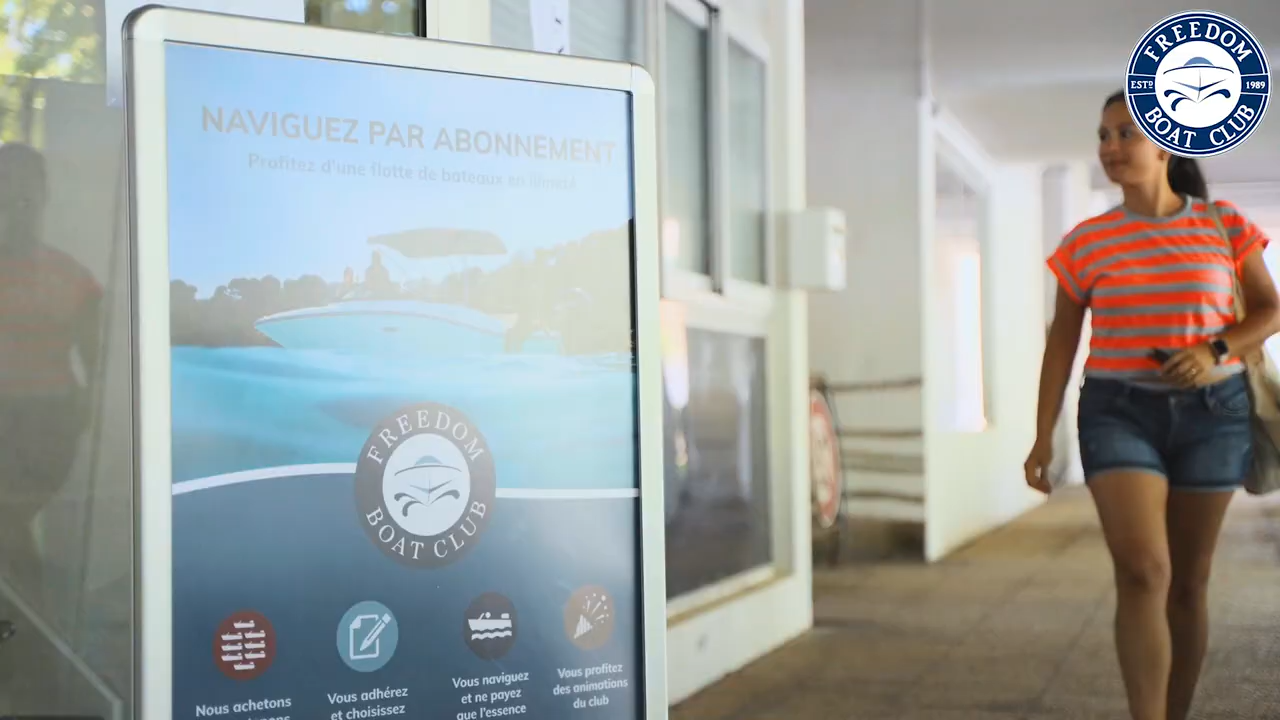 NAVIGUEZ PAR ABONNEMENT
Profitez d'une flotte de bateaux en illimité
FREEDOM
BOAT CLUB
Nous achetons
Vous adhérez
et choisissez
Vous naviguez
et ne payez
que l'essence
Vous profitez
des animations
du club
FREEDOM
ESTD 1989
BOAT CLUB